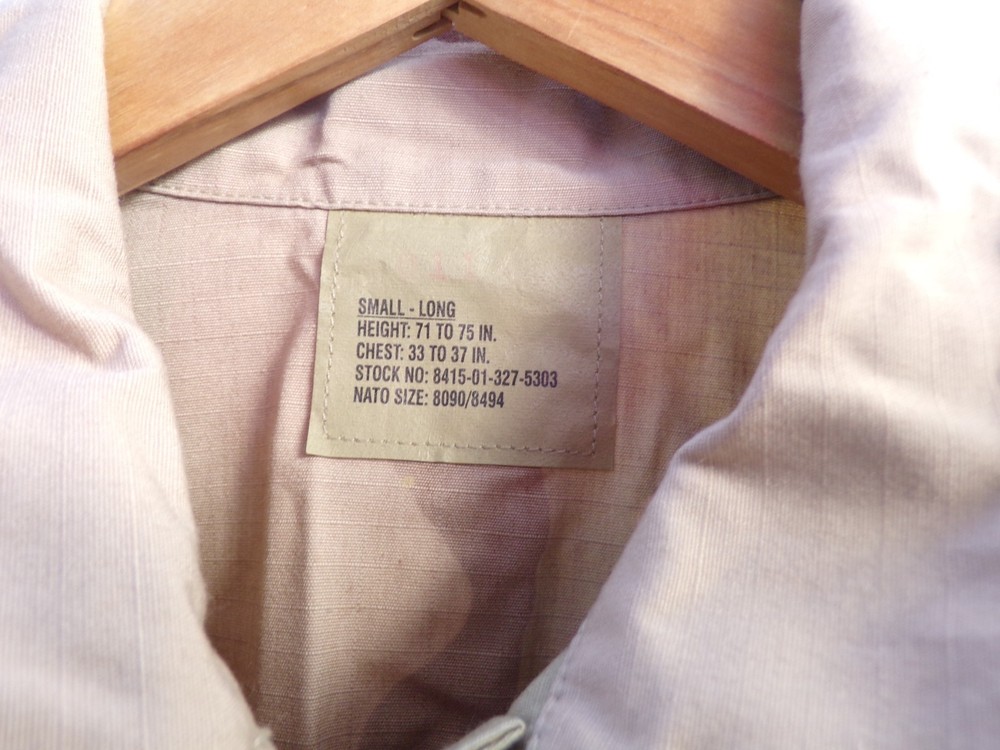 SMALL - LONG
HEIGHT: 71 TO 75 IN.
CHEST: 33 TO 37 IN.
STOCK NO: 8415-01-327-5303
NATO SIZE: 8090/8494